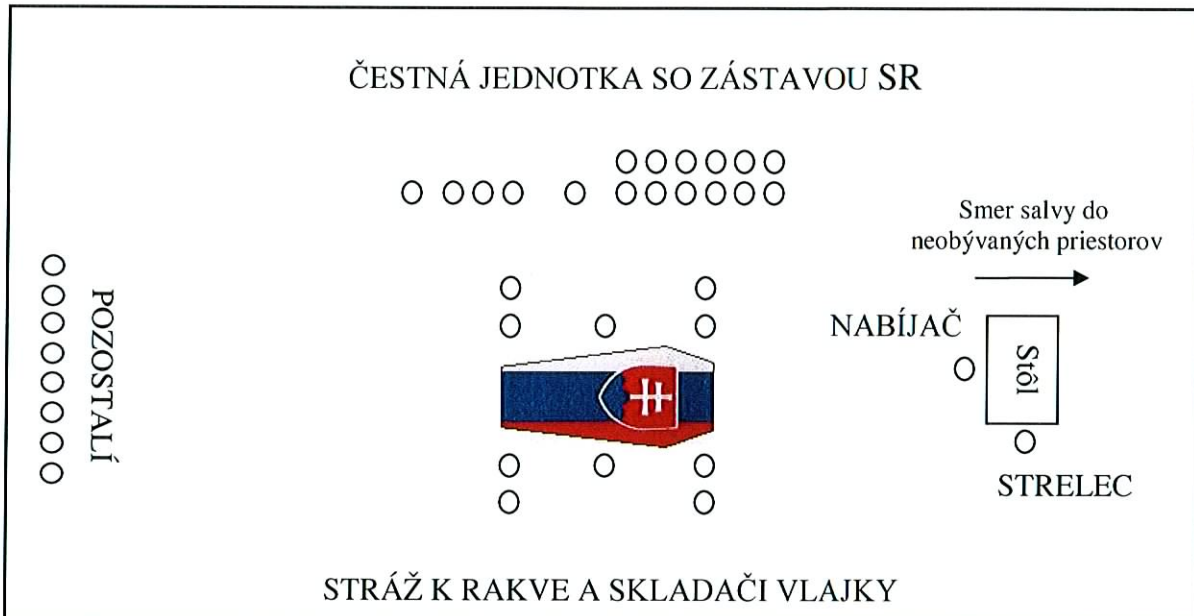 ČESTNÁ JEDNOTKA SO ZÁSTAVOU SR
Smer salvy do
neobývaných priestorov
POZOSTALÍ
NABÍJAČ
Stôl
STRELEC
STRÁŽ K RAKVE A SKLADAČI VLAJKY